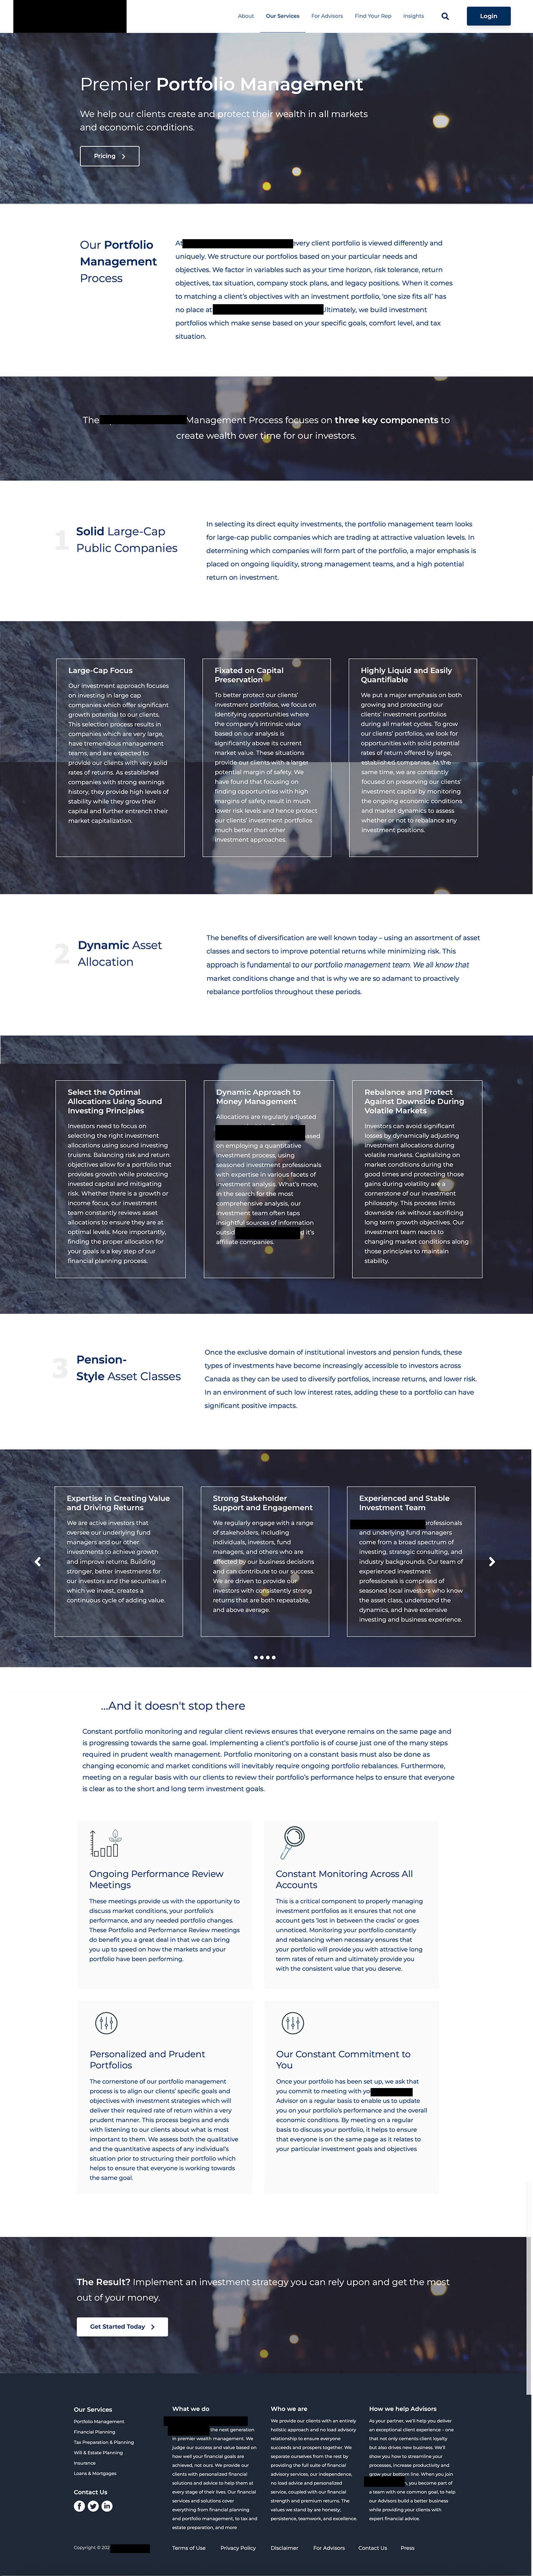 About Our Services For Advisors Find Your Rep Insights Login
Premier Portfolio Management
We help our clients create and protect their wealth in all markets
and economic conditions.
Pricing
Our Portfolio
Management
Process
At every client portfolio is viewed differently and
uniquely. We structure our portfolios based on your particular needs and
objectives. We factor in variables such as your time horizon, risk tolerance, return
objectives, tax situation, company stock plans, and legacy positions. When it comes
to matching a client's objectives with an investment portfolio, 'one size fits all' has
no place at Ultimately, we build investment
portfolios which make sense based on your specific goals, comfort level, and tax
situation.
The Management Process focuses on three key components to
create wealth over time for our investors.
1
Solid Large-Cap
Public Companies
In selecting its direct equity investments, the portfolio management team looks
for large-cap public companies which are trading at attractive valuation levels. In
determining which companies will form part of the portfolio, a major emphasis is
placed on ongoing liquidity, strong management teams, and a high potential
return on investment.
Large-Cap Focus
Our investment approach focuses
on investing in large cap
companies which offer significant
growth potential to our clients.
This selection process results in
companies which are very large,
have tremendous management
teams, and are expected to
provide our clients with very solid
rates of returns. As established
companies with strong earnings
history, they provide high levels of
stability while they grow their
capital and further entrench their
market capitalization.
Fixated on Capital
Preservation
To better protect our clients'
investment portfolios, we focus on
identifying opportunities where
the company's intrinsic value
based on our analysis is
significantly above its current
market value. These situations
provide our clients with a larger
potential margin of safety. We
have found that focusing on
finding opportunities with high
margins of safety result in much
lower risk levels and hence protect
our clients' investment portfolios
much better than other
investment approaches.
Highly Liquid and Easily
Quantifiable
We put a major emphasis on both
growing and protecting our
clients' investment portfolios
during all market cycles. To grow
our clients' portfolios, we look for
opportunities with solid potential
rates of return offered by large,
established companies. At the
same time, we are constantly
focused on preserving our clients'
investment capital by monitoring
the ongoing economic conditions
and market dynamics to assess
whether or not to rebalance any
investment positions.
2
Dynamic Asset
Allocation
The benefits of diversification are well known today – using an assortment of asset
classes and sectors to improve potential returns while minimizing risk. This
approach is fundamental to our portfolio management team. We all know that
market conditions change and that is why we are so adamant to proactively
rebalance portfolios throughout these periods.
Select the Optimal
Allocations Using Sound
Investing Principles
Investors need to focus on
selecting the right investment
allocations using sound investing
truisms. Balancing risk and return
objectives allow for a portfolio that
provides growth while protecting
invested capital and mitigating
risk. Whether there is a growth or
income focus, our investment
team constantly reviews asset
allocations to ensure they are at
optimal levels. More importantly,
finding the proper allocation for
your goals is a key step of our
financial planning process.
Dynamic Approach to
Money Management
Allocations are regularly adjusted
based
on employing a quantitative
investment process, using
seasoned investment professionals
with expertise in various facets of
investment analysis. What's more,
in the search for the most
comprehensive analysis, our
investment team often taps
insightful sources of information
it's
affiliate companies.
Rebalance and Protect
Against Downside During
Volatile Markets
Investors can avoid significant
losses by dynamically adjusting
investment allocations during
volatile markets. Capitalizing on
market conditions during the
good times and protecting those
gains during volatility are a
cornerstone of our investment
philosophy. This process limits
downside risk without sacrificing
long term growth objectives. Our
investment team reacts to
changing market conditions along
those principles to maintain
stability.
3
Pension-
Style Asset Classes
Once the exclusive domain of institutional investors and pension funds, these
types of investments have become increasingly accessible to investors across
Canada as they can be used to diversify portfolios, increase returns, and lower risk.
In an environment of such low interest rates, adding these to a portfolio can have
significant positive impacts.
Expertise in Creating Value
and Driving Returns
We are active investors that
oversee our underlying fund
managers and our other
investments to achieve growth
and improve returns. Building
stronger, better investments for
our investors and the securities in
which we invest, creates a
continuous cycle of adding value.
Strong Stakeholder
Support and Engagement
We regularly engage with a range
of stakeholders, including
individuals, investors, fund
managers, and others who are
affected by our business decisions
and can contribute to our success.
We are driven to provide our
investors with consistently strong
returns that are both repeatable,
and above average.
Experienced and Stable
Investment Team
professionals
and underlying fund managers
come from a broad spectrum of
investing, strategic consulting, and
industry backgrounds. Our team of
experienced investment
professionals is comprised of
seasoned local investors who know
the asset class, understand the
dynamics, and have extensive
investing and business experience.
...And it doesn't stop there
Constant portfolio monitoring and regular client reviews ensures that everyone remains on the same page and
is progressing towards the same goal. Implementing a client's portfolio is of course just one of the many steps
required in prudent wealth management. Portfolio monitoring on a constant basis must also be done as
changing economic and market conditions will inevitably require ongoing portfolio rebalances. Furthermore,
meeting on a regular basis with our clients to review their portfolio's performance helps to ensure that everyone
is clear as to the short and long term investment goals.
Ongoing Performance Review
Meetings
These meetings provide us with the opportunity to
discuss market conditions, your portfolio's
performance, and any needed portfolio changes.
These Portfolio and Performance Review meetings
do benefit you a great deal in that we can bring
you up to speed on how the markets and your
portfolio have been performing.
Constant Monitoring Across All
Accounts
This is a critical component to properly managing
investment portfolios as it ensures that not one
account gets 'lost in between the cracks' or goes
unnoticed. Monitoring your portfolio constantly
and rebalancing when necessary ensures that
your portfolio will provide you with attractive long
term rates of return and ultimately provide you
with the consistent value that you deserve.
Personalized and Prudent
Portfolios
The cornerstone of our portfolio management
process is to align our clients' specific goals and
objectives with investment strategies which will
deliver their required rate of return within a very
prudent manner. This process begins and ends
with listening to our clients about what is most
important to them. We assess both the qualitative
and the quantitative aspects of any individual's
situation prior to structuring their portfolio which
helps to ensure that everyone is working towards
the same goal.
Our Constant Commitment to
You
Once your portfolio has been set up, we ask that
you commit to meeting with
Advisor on a regular basis to enable us to update
you on your portfolio's performance and the overall
economic conditions. By meeting on a regular
basis to discuss your portfolio, it helps to ensure
that everyone is on the same page as it relates to
your particular investment goals and objectives
The Result? Implement an investment strategy you can rely upon and get the most
out of your money.
Get Started Today
Our Services
Portfolio Management
Financial Planning
Tax Preparation & Planning
Will & Estate Planning
Insurance
Loans & Mortgages
Contact Us
What we do
the next generation
in premier wealth management. We
judge our success and value based on
how well your financial goals are
achieved, not ours. We provide our
clients with personalized financial
solutions and advice to help them at
every stage of their lives. Our financial
services and solutions cover
everything from financial planning
and portfolio management, to tax and
estate preparation, and more
Who we are
We provide our clients with an entirely
holistic approach and no load advisory
relationship to ensure everyone
succeeds and prospers together. We
separate ourselves from the rest by
providing the full suite of financial
advisory services, our independence,
no load advice and personalized
service, coupled with our financial
strength and premium returns. The
values we stand by are honesty,
persistence, teamwork, and excellence.
How we help Advisors
As your partner, we'll help you deliver
an exceptional client experience - one
that not only cements client loyalty
but also drives new business. We'll
show you how to streamline your
processes, increase productivity and
your bottom line. When you join
you become part of
a team with one common goal, to help
our Advisors build a better business
while providing your clients with
expert financial advice.
Copyright © 202
Terms of Use Privacy Policy Disclaimer For Advisors Contact Us Press